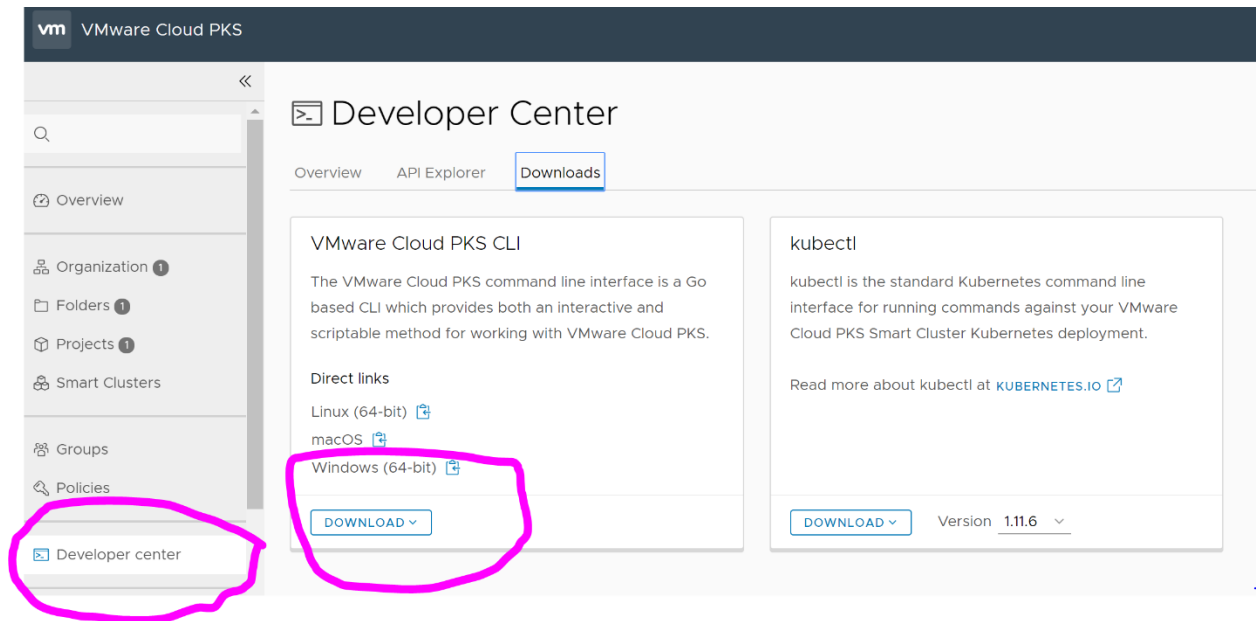 vm VMware Cloud PKS
Overview
Organization 1
Folders 1
Projects 1
Smart Clusters
Groups
Policies
Developer center
Developer Center
Overview API Explorer Downloads
VMware Cloud PKS CLI
The VMware Cloud PKS command line interface is a Go
based CLI which provides both an interactive and
scriptable method for working with VMware Cloud PKS.
Direct links
Linux (64-bit)
macOS
Windows (64-bit)
DOWNLOAD
kubectl
kubectl is the standard Kubernetes command line
interface for running commands against your VMware
Cloud PKS Smart Cluster Kubernetes deployment.
Read more about kubectl at KUBERNETES.IO
DOWNLOAD Version 1.11.6